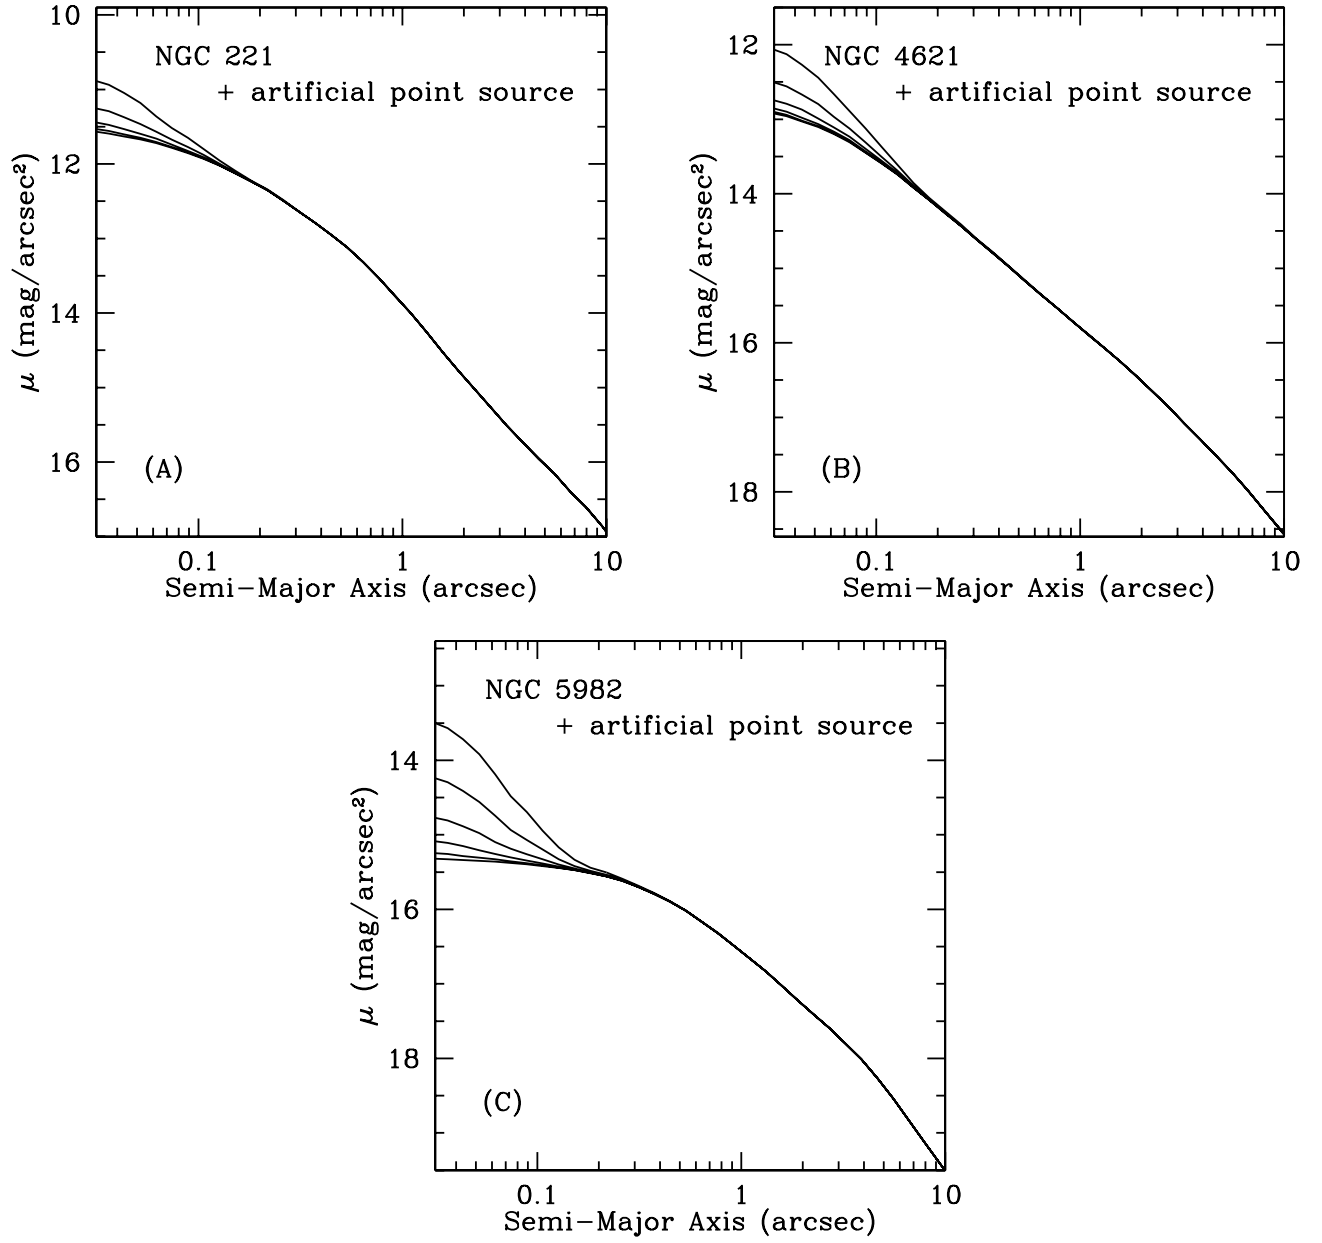 NGC 221
+ artificial point source
μ (mag/arcsec²)
10
12
14
16
(A)
0.1 1 10
Semi-Major Axis (arcsec)
NGC 4621
+ artificial point source
μ (mag/arcsec²)
12
14
16
18
(B)
0.1 1 10
Semi-Major Axis (arcsec)
NGC 5982
+ artificial point source
μ (mag/arcsec²)
14
16
18
(C)
0.1 1 10
Semi-Major Axis (arcsec)